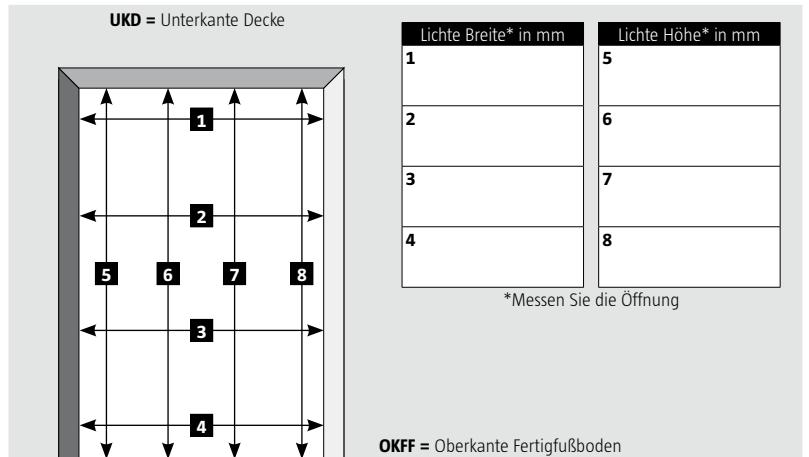 UKD = Unterkante Decke
1
2
5 6 7 8
3
4
Lichte Breite* in mm
1
2
3
4
Lichte Höhe* in mm
5
6
7
8
*Messen Sie die Öffnung
OKFF = Oberkante Fertigfußboden